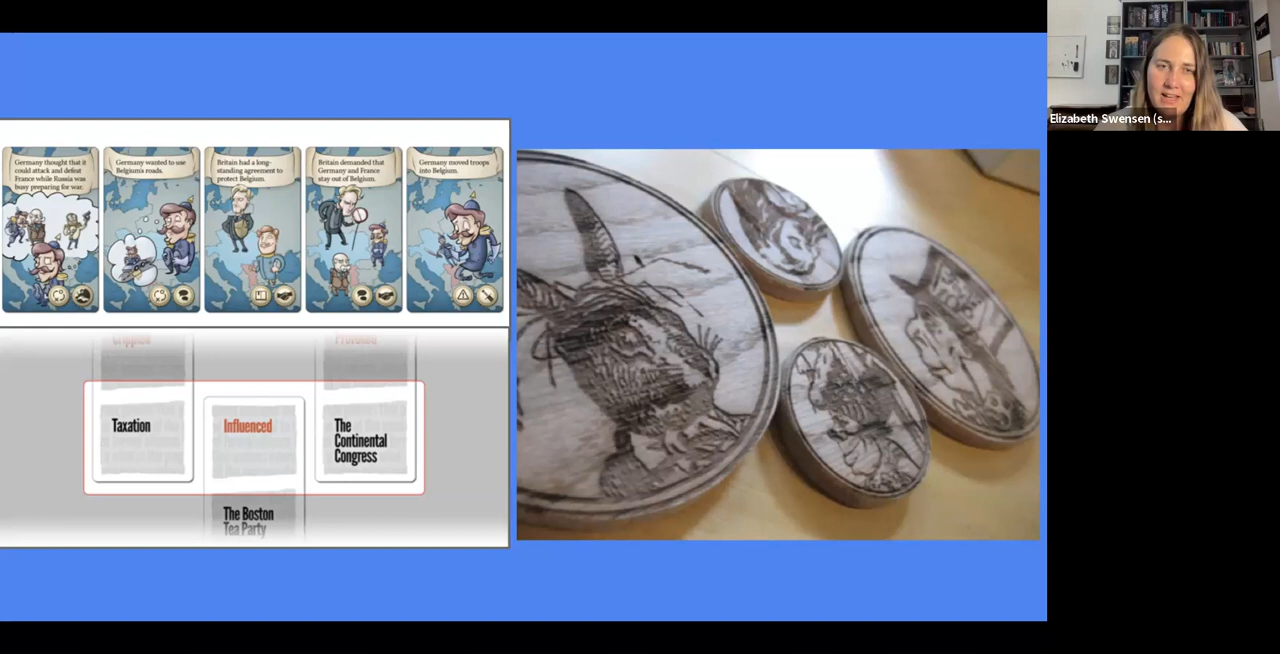 Germany thought that it
could attack and defeat
France while Russia was
busy preparing for war.
Germany wanted to use
Belgium's roads.
Britain had a long-
standing agreement to
protect Belgium.
Britain demanded that
Germany and France
stay out of Belgium.
Germany moved troops
into Belgium.
Crippled
Provoked
Taxation
Influenced
The
Continental
Congress
The Boston
Tea Party
Elizabeth Swensen (s...